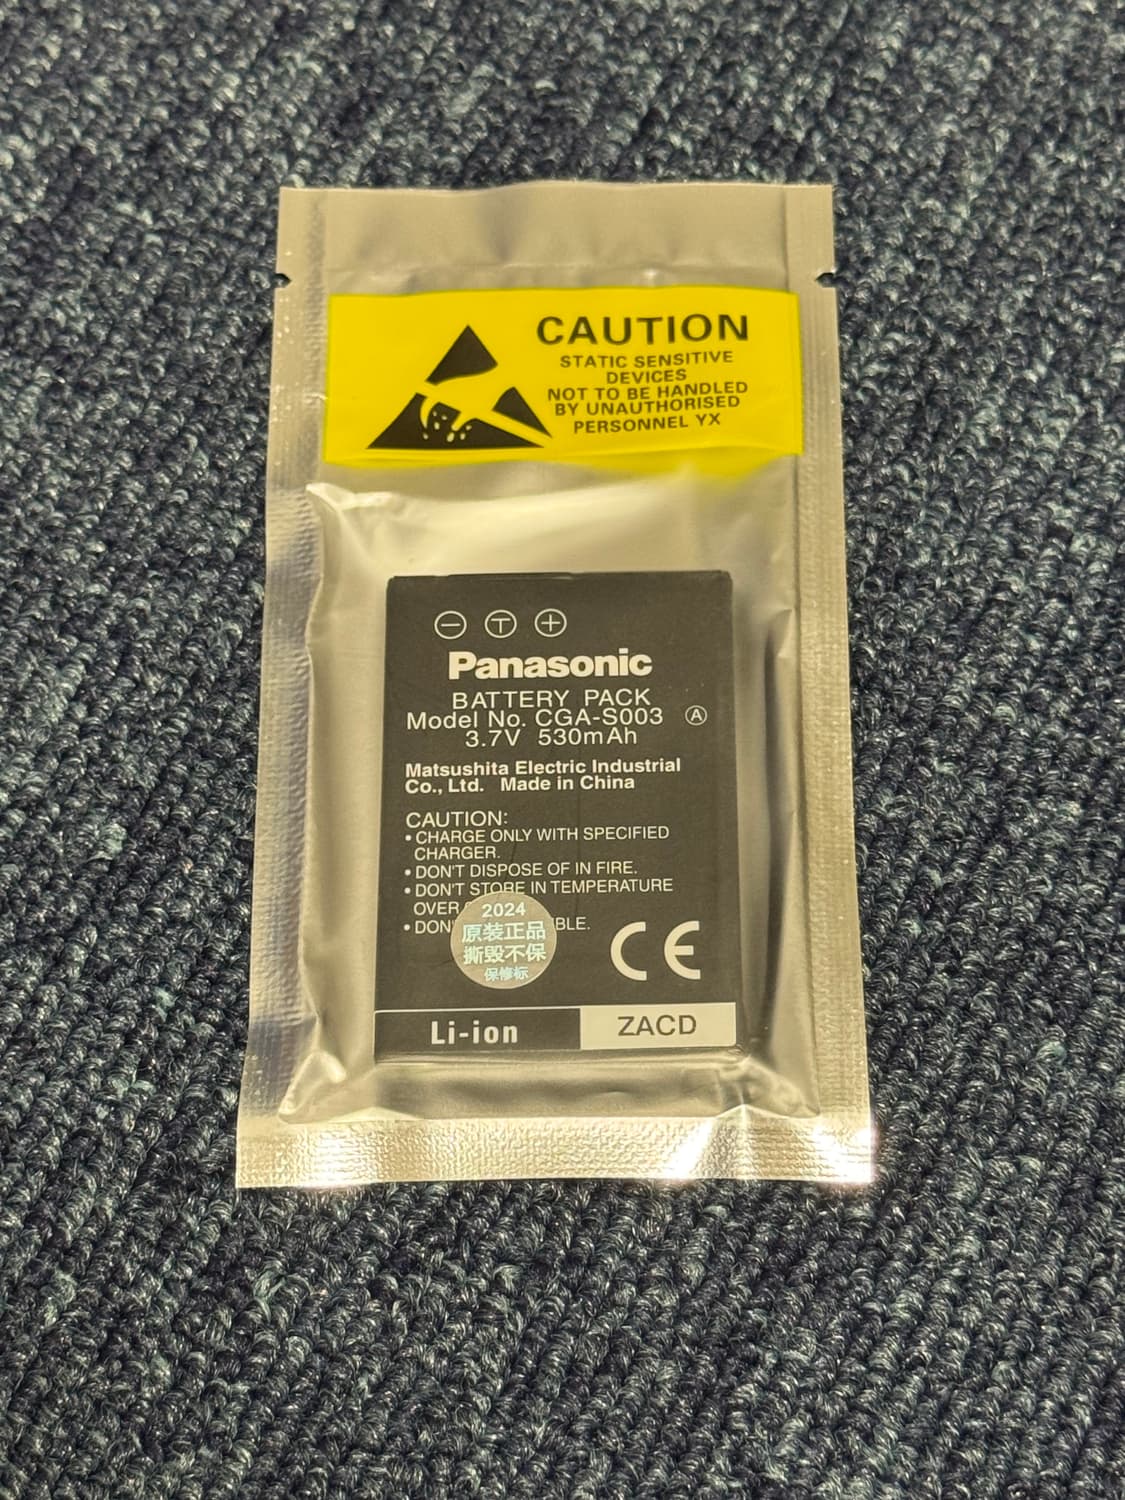 CAUTION
STATIC SENSITIVE
DEVICES
NOT TO BE HANDLED
BY UNAUTHORISED
PERSONNEL YX
Panasonic
BATTERY PACK
Model No. CGA-S003 Ⓐ
3.7V 530mAh
Matsushita Electric Industrial
Co., Ltd. Made in China
CAUTION:
• CHARGE ONLY WITH SPECIFIED
CHARGER.
• DON'T DISPOSE OF IN FIRE.
• DON'T STORE IN TEMPERATURE
OVER
•
2024
原装正品
撕毁不保
保修标
CE
Li-ion
ZACD